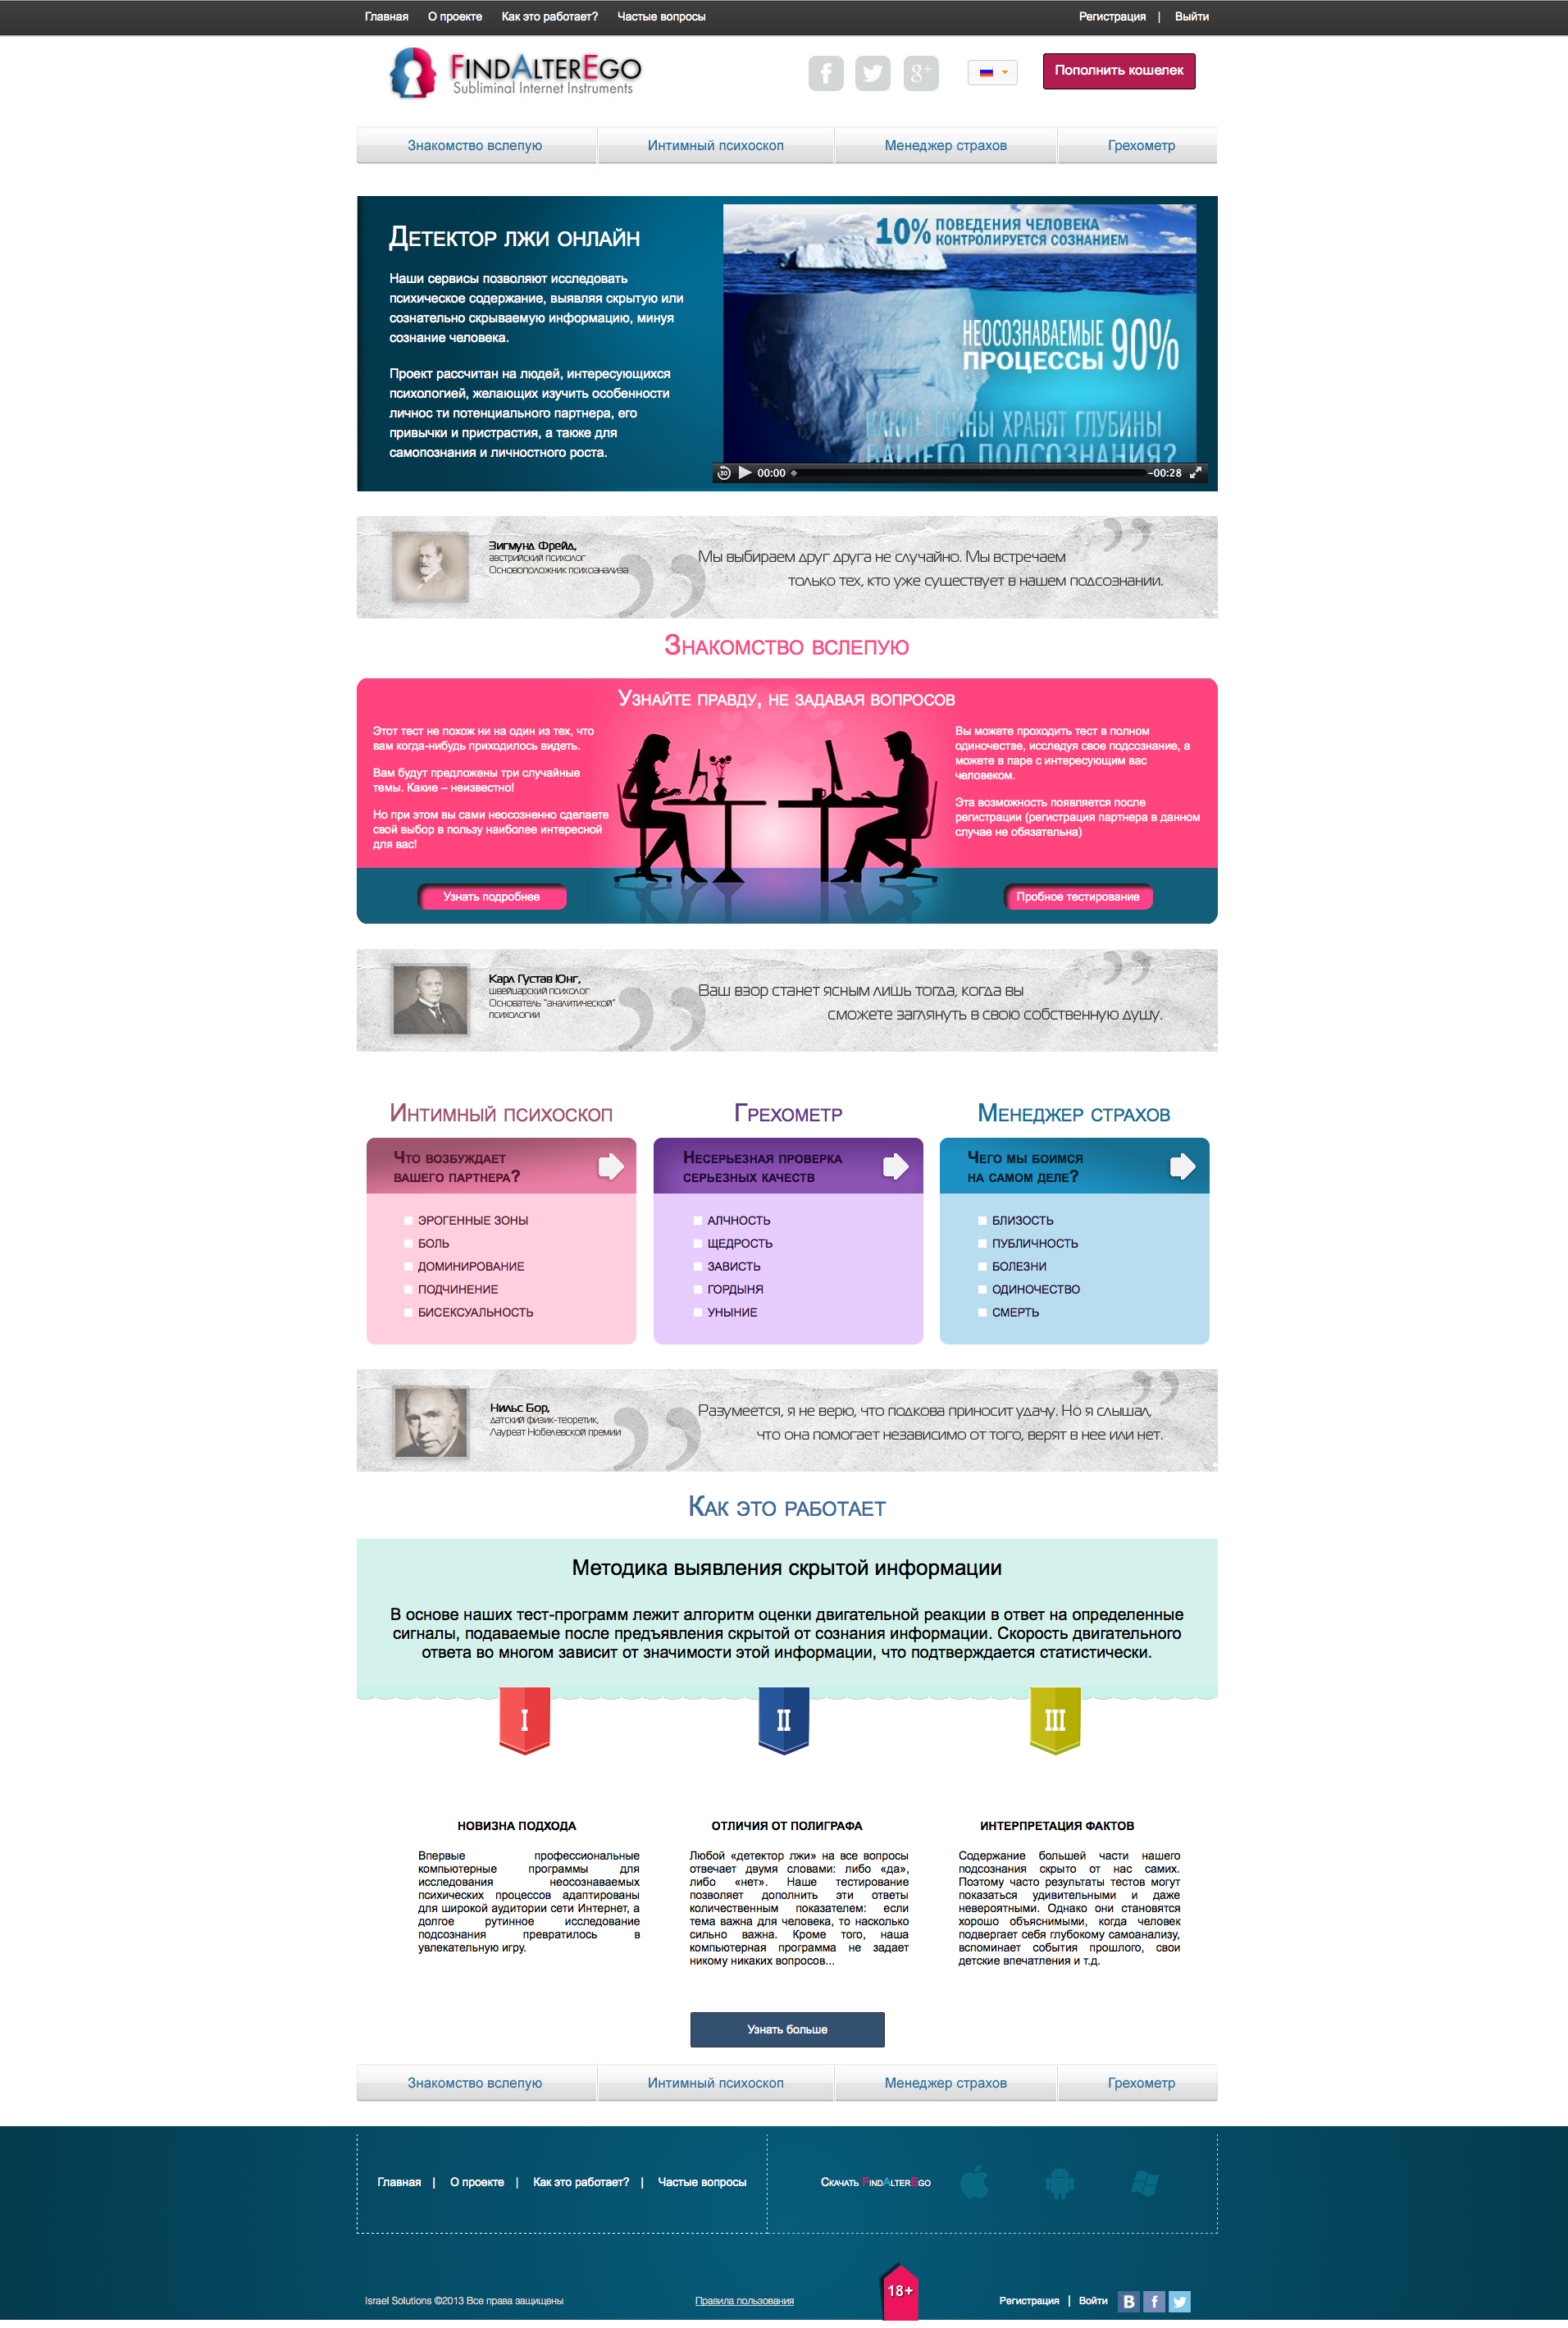 Главная О проекте Как это работает? Частые вопросы Регистрация | Выйти
FindAlterEgo
Subliminal Internet Instruments
f g+ Пополнить кошелек
Знакомство вслепую Интимный психоскоп Менеджер страхов Грехометр
Детектор лжи онлайн
Наши сервисы позволяют исследовать
психическое содержание, выявляя скрытую или
сознательно скрываемую информацию, минуя
сознание человека.
Проект рассчитан на людей, интересующихся
психологией, желающих изучить особенности
личнос ти потенциального партнера, его
привычки и пристрастия, а также для
самопознания и личностного роста.
10% ПОВЕДЕНИЯ ЧЕЛОВЕКА
КОНТРОЛИРУЕТСЯ СОЗНАНИЕМ
НЕОСОЗНАВАЕМЫЕ
ПРОЦЕССЫ 90%
КАКИЕ ТАЙНЫ ХРАНЯТ ГЛУБИНЫ
ВАШЕГО ПОДСОЗНАНИЯ?
30 00:00 -00:28
Зигмунд Фрейд,
австрийский психолог
Основоположник психоанализа
Мы выбираем друг друга не случайно. Мы встречаем
только тех, кто уже существует в нашем подсознании.
Знакомство вслепую
Узнайте правду, не задавая вопросов
Этот тест не похож ни на один из тех, что
вам когда-нибудь приходилось видеть.
Вам будут предложены три случайные
темы. Какие – неизвестно!
Но при этом вы сами неосозненно сделаете
свой выбор в пользу наиболее интересной
для вас!
Вы можете проходить тест в полном
одиночестве, исследуя свое подсознание, а
можете в паре с интересующим вас
человеком.
Эта возможность появляется после
регистрации (регистрация партнера в данном
случае не обязательна)
Узнать подробнее Пробное тестирование
Карл Густав Юнг,
швейцарский психолог
Основатель "аналитической"
психологии
Ваш взор станет ясным лишь тогда, когда вы
сможете заглянуть в свою собственную душу.
Интимный психоскоп
Что возбуждает
вашего партнера?
ЭРОГЕННЫЕ ЗОНЫ
БОЛЬ
ДОМИНИРОВАНИЕ
ПОДЧИНЕНИЕ
БИСЕКСУАЛЬНОСТЬ
Грехометр
Несерьезная проверка
серьезных качеств
АЛЧНОСТЬ
ЩЕДРОСТЬ
ЗАВИСТЬ
ГОРДЫНЯ
УНЫНИЕ
Менеджер страхов
Чего мы боимся
на самом деле?
БЛИЗОСТЬ
ПУБЛИЧНОСТЬ
БОЛЕЗНИ
ОДИНОЧЕСТВО
СМЕРТЬ
Нильс Бор,
датский физик-теоретик,
Лауреат Нобелевской премии
Разумеется, я не верю, что подкова приносит удачу. Но я слышал,
что она помогает независимо от того, верят в нее или нет.
Как это работает
Методика выявления скрытой информации
В основе наших тест-программ лежит алгоритм оценки двигательной реакции в ответ на определенные
сигналы, подаваемые после предъявления скрытой от сознания информации. Скорость двигательного
ответа во многом зависит от значимости этой информации, что подтверждается статистически.
I II III
НОВИЗНА ПОДХОДА
Впервые профессиональные
компьютерные программы для
исследования неосознаваемых
психических процессов адаптированы
для широкой аудитории сети Интернет, а
долгое рутинное исследование
подсознания превратилось в
увлекательную игру.
ОТЛИЧИЯ ОТ ПОЛИГРАФА
Любой «детектор лжи» на все вопросы
отвечает двумя словами: либо «да»,
либо «нет». Наше тестирование
позволяет дополнить эти ответы
количественным показателем: если
тема важна для человека, то насколько
сильно важна. Кроме того, наша
компьютерная программа не задает
никому никаких вопросов...
ИНТЕРПРЕТАЦИЯ ФАКТОВ
Содержание большей части нашего
подсознания скрыто от нас самих.
Поэтому часто результаты тестов могут
показаться удивительными и даже
невероятными. Однако они становятся
хорошо объяснимыми, когда человек
подвергает себя глубокому самоанализу,
вспоминает события прошлого, свои
детские впечатления и т.д.
Узнать больше
Знакомство вслепую Интимный психоскоп Менеджер страхов Грехометр
Главная | О проекте | Как это работает? | Частые вопросы Скачать FindAlterEgo
Israel Solutions ©2013 Все права защищены Правила пользования 18+ Регистрация | Войти В f